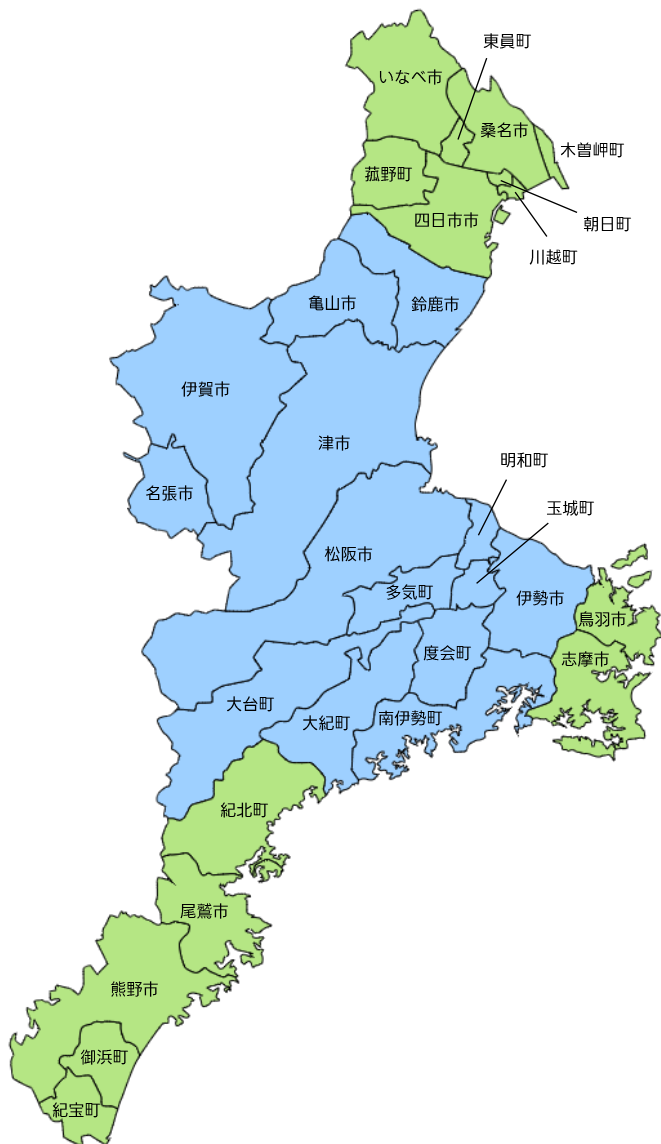 東員町
いなべ市
桑名市
木曽岬町
菰野町
四日市市
朝日町
川越町
亀山市
鈴鹿市
伊賀市
津市
明和町
名張市
玉城町
松阪市
多気町
伊勢市
鳥羽市
度会町
志摩市
大台町
大紀町
南伊勢町
紀北町
尾鷲市
熊野市
御浜町
紀宝町